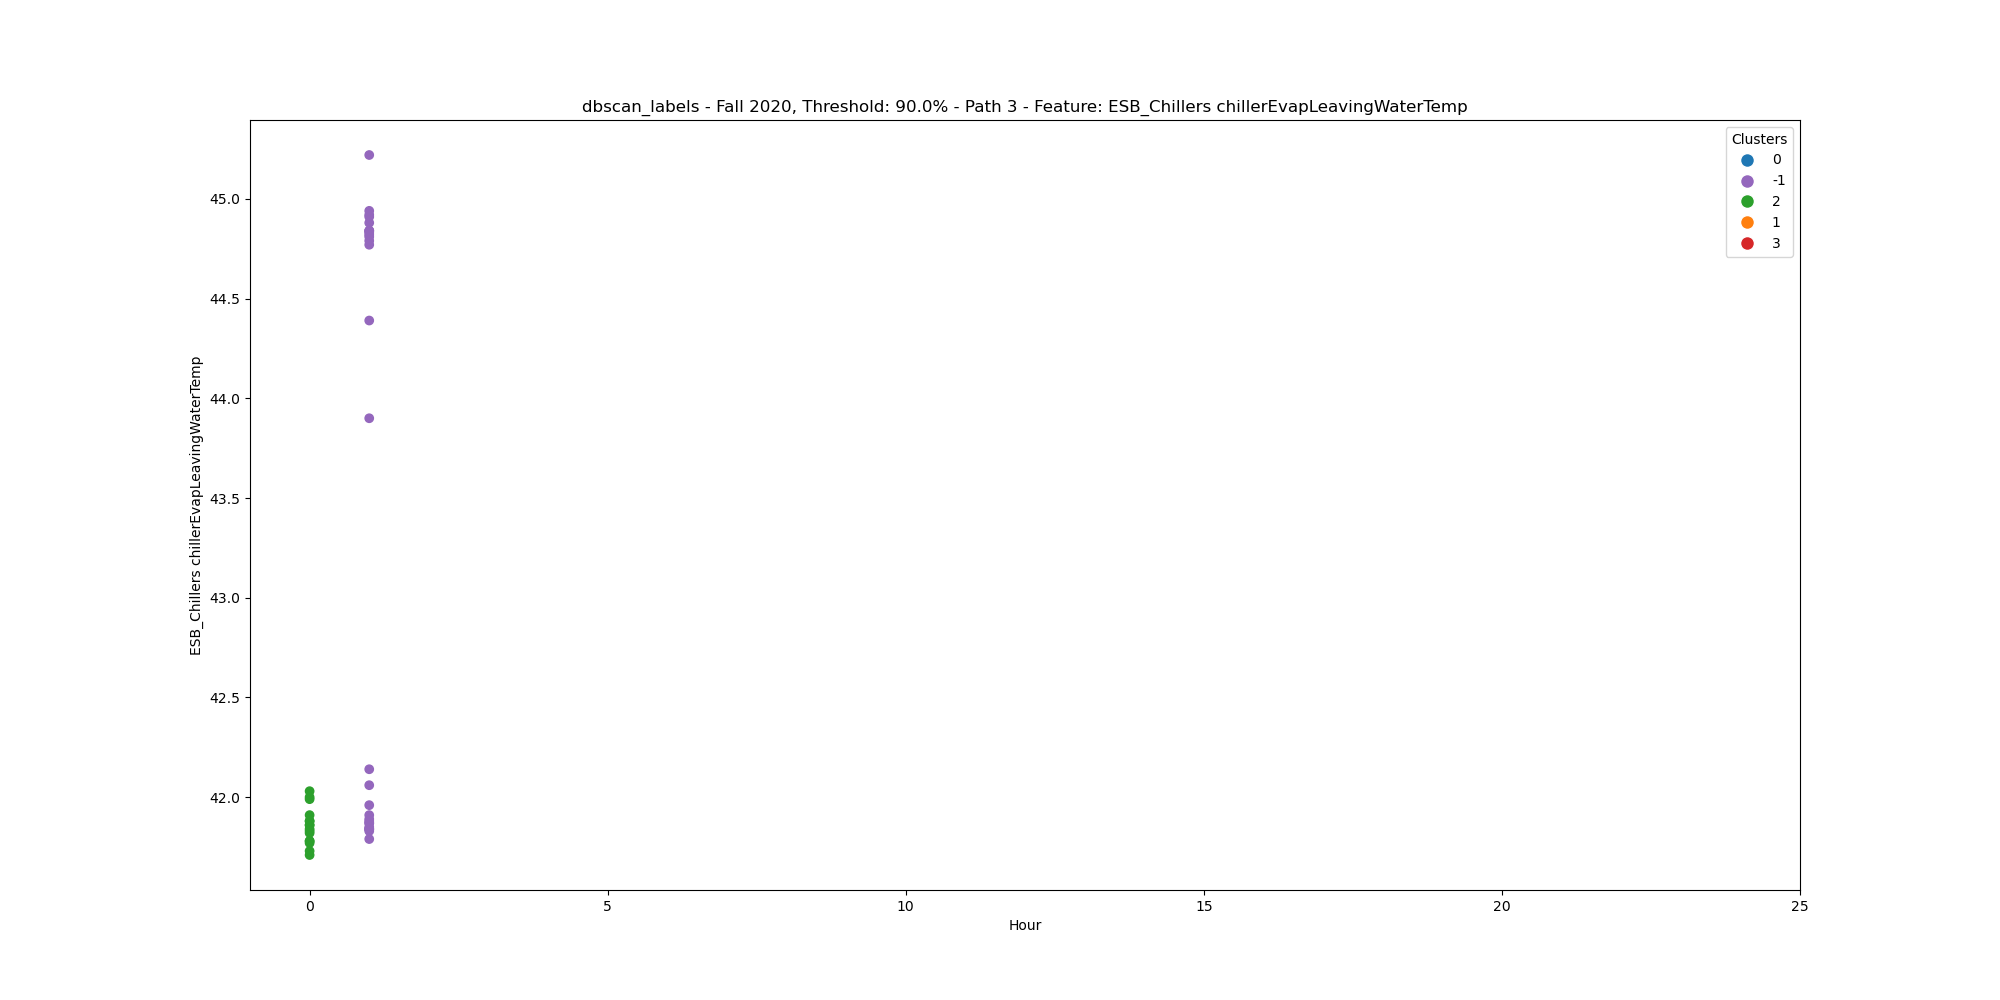 dbscan_labels - Fall 2020, Threshold: 90.0% - Path 3 - Feature: ESB_Chillers chillerEvapLeavingWaterTemp
Clusters
0
-1
2
1
3
45.0
44.5
44.0
43.5
43.0
42.5
42.0
ESB_Chillers chillerEvapLeavingWaterTemp
0 5 10 15 20 25
Hour